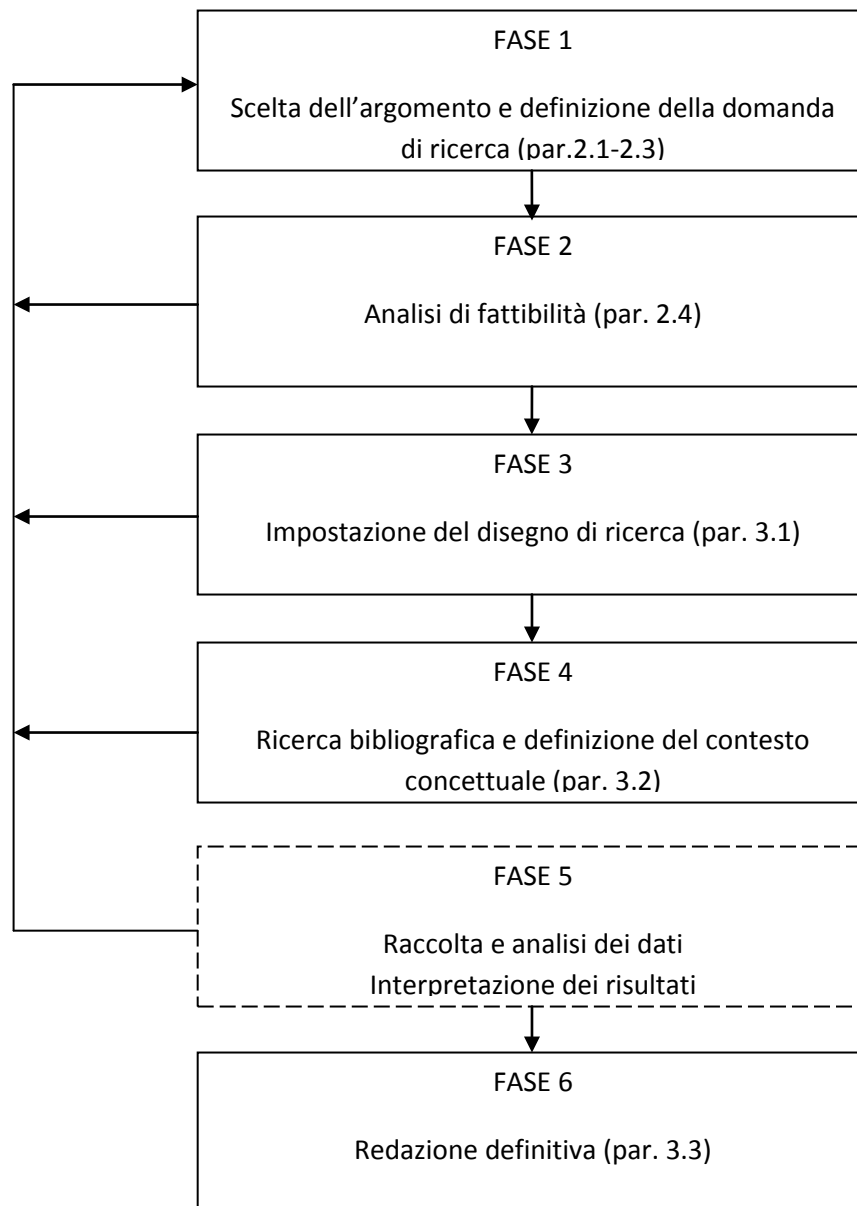 FASE 1
Scelta dell’argomento e definizione della domanda
di ricerca (par.2.1-2.3)
FASE 2
Analisi di fattibilità (par. 2.4)
FASE 3
Impostazione del disegno di ricerca (par. 3.1)
FASE 4
Ricerca bibliografica e definizione del contesto
concettuale (par. 3.2)
FASE 5
Raccolta e analisi dei dati
Interpretazione dei risultati
FASE 6
Redazione definitiva (par. 3.3)